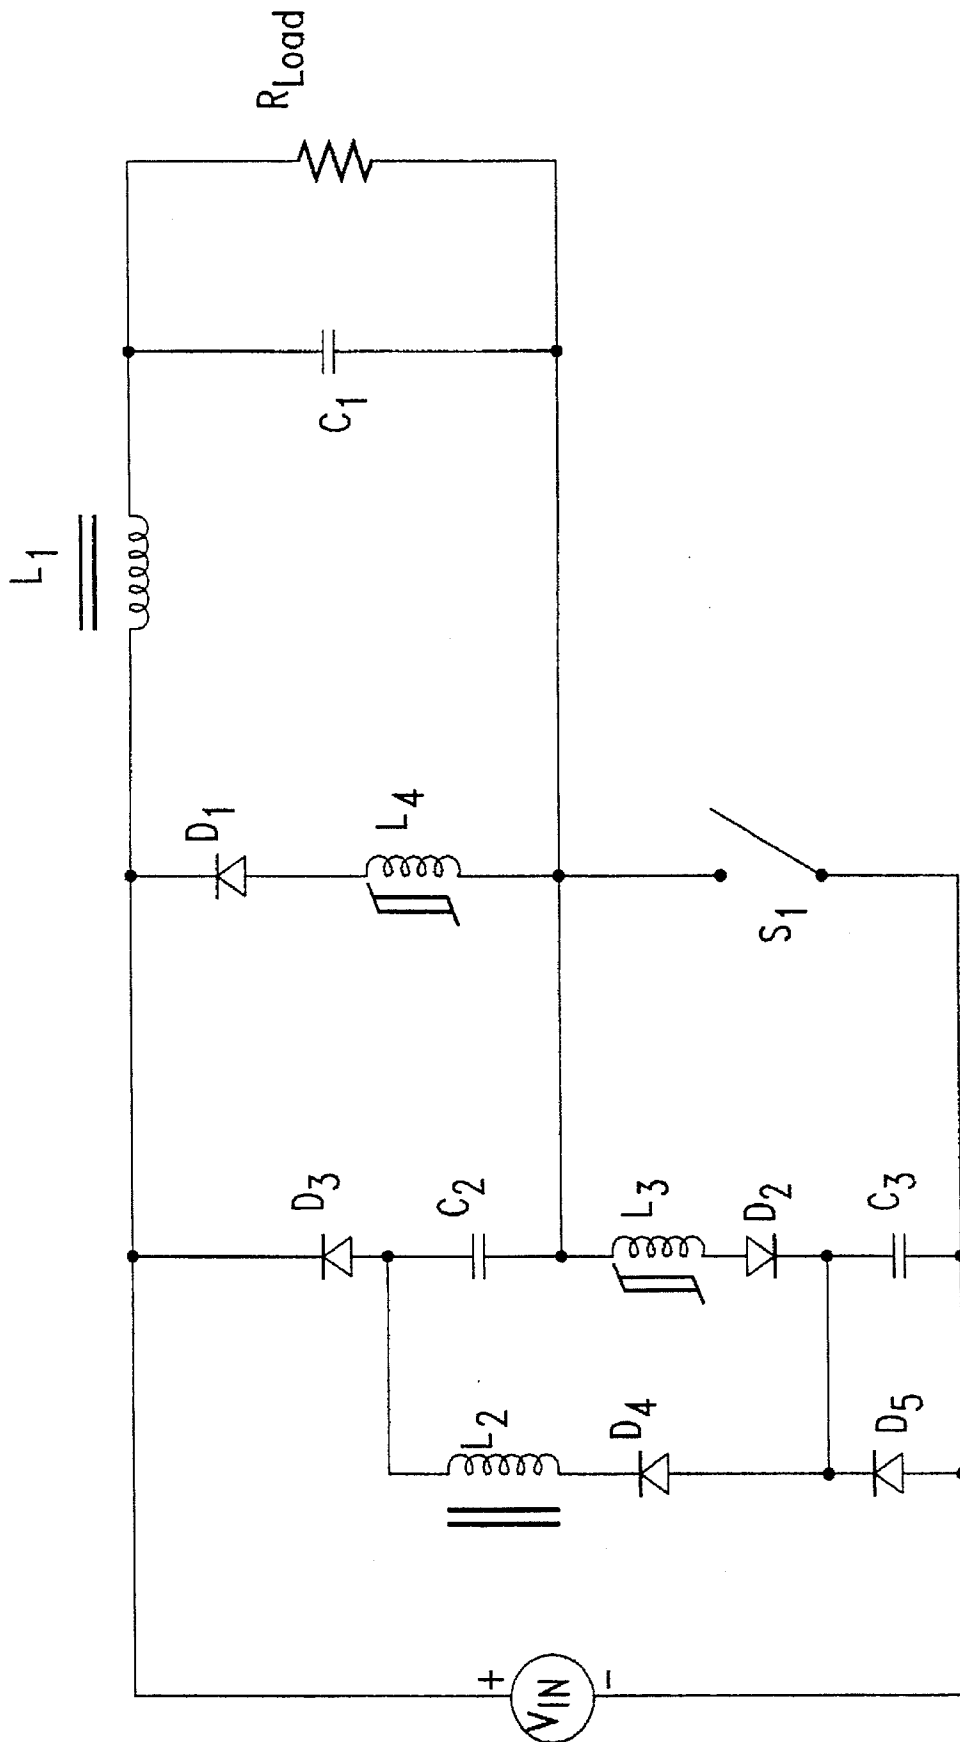 R_Load
L_1
C_1
D_1
L_4
S_1
D_3
C_2
L_3
D_2
C_3
L_2
D_4
D_5
+
V_IN
-